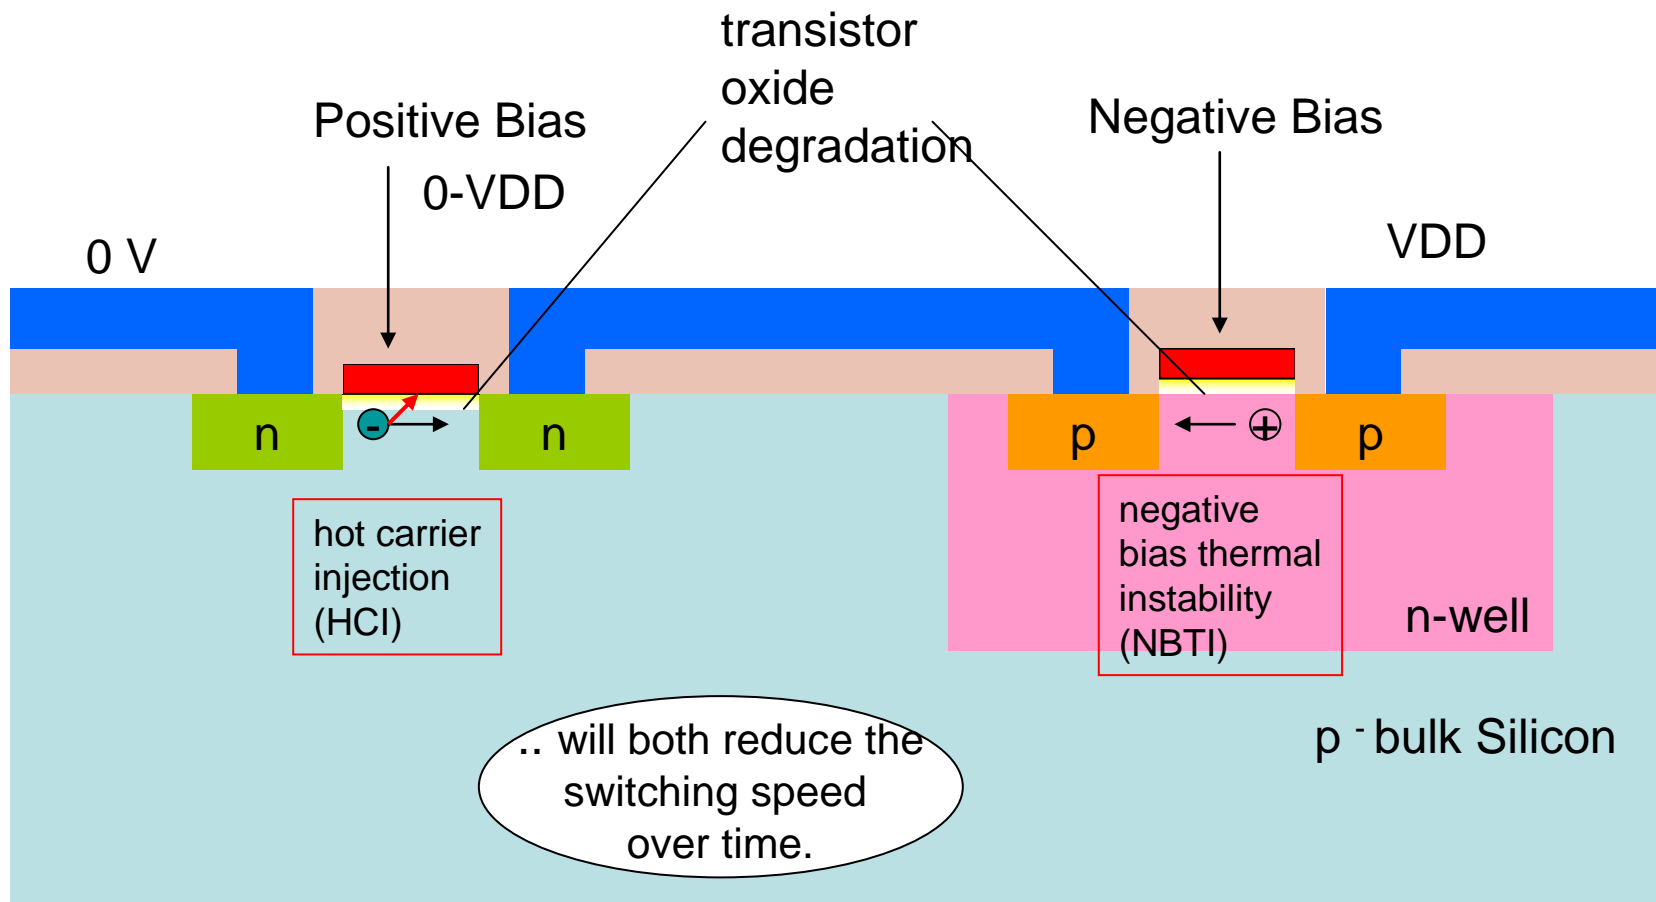 transistor
oxide
degradation
Positive Bias
Negative Bias
0-VDD
0 V
VDD
-
+
n
n
p
p
hot carrier
injection
(HCI)
negative
bias thermal
instability
(NBTI)
n-well
p - bulk Silicon
.. will both reduce the
switching speed
over time.